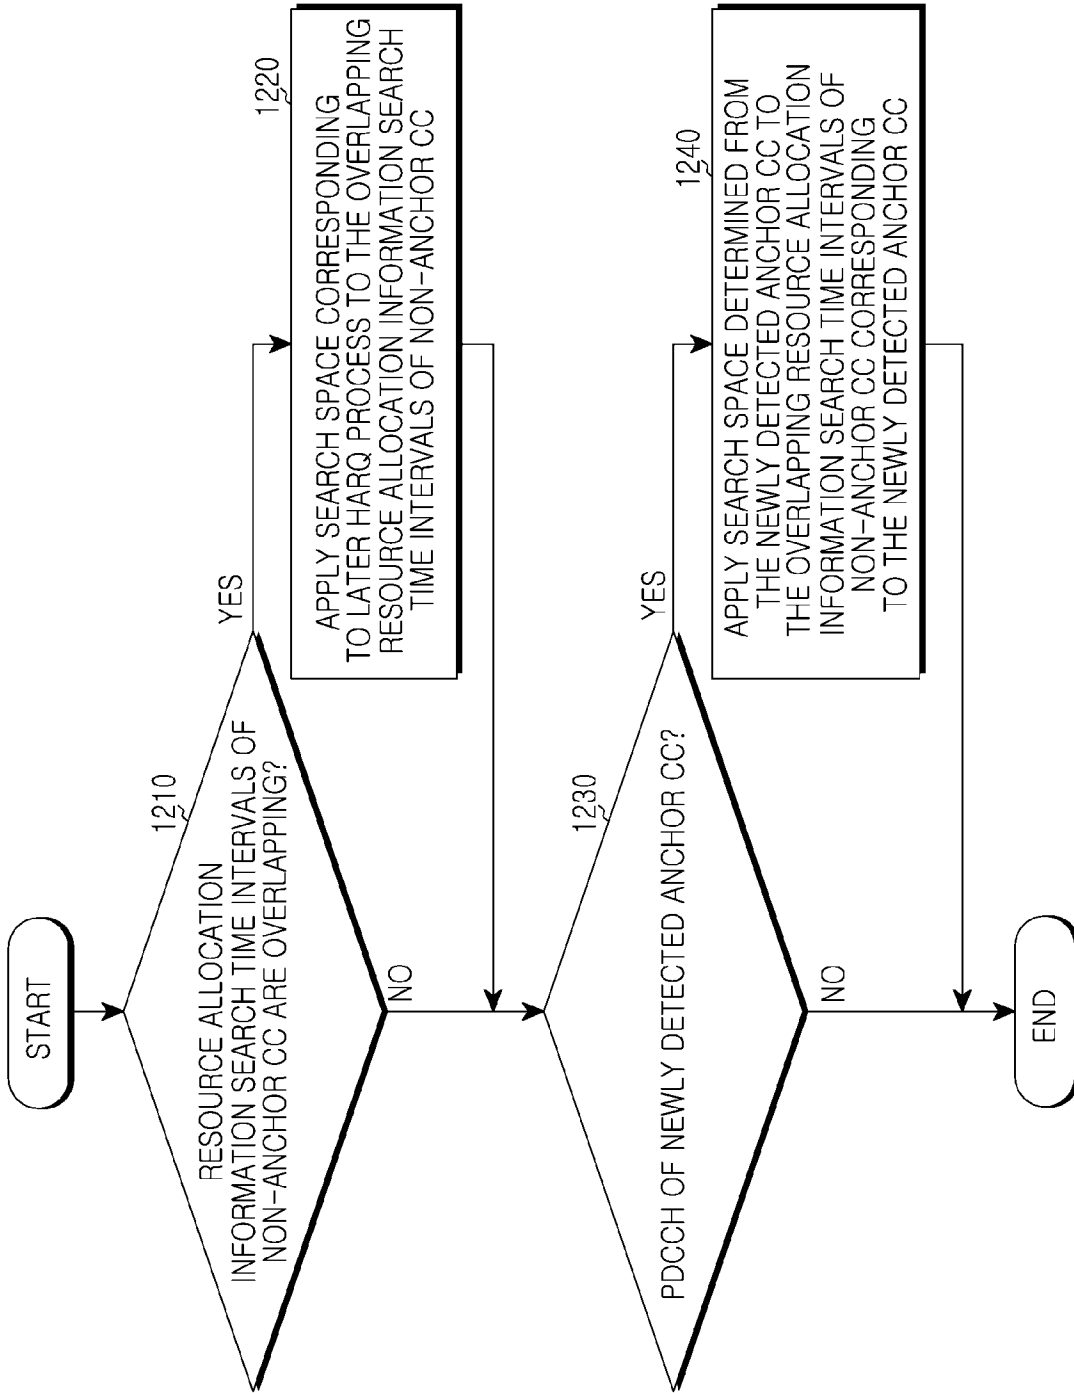 START
1210
RESOURCE ALLOCATION
INFORMATION SEARCH TIME INTERVALS OF
NON-ANCHOR CC ARE OVERLAPPING?
YES
NO
1220
APPLY SEARCH SPACE CORRESPONDING
TO LATER HARQ PROCESS TO THE OVERLAPPING
RESOURCE ALLOCATION INFORMATION SEARCH
TIME INTERVALS OF NON-ANCHOR CC
1230
PDCCH OF NEWLY DETECTED ANCHOR CC?
YES
NO
1240
APPLY SEARCH SPACE DETERMINED FROM
THE NEWLY DETECTED ANCHOR CC TO
THE OVERLAPPING RESOURCE ALLOCATION
INFORMATION SEARCH TIME INTERVALS OF
NON-ANCHOR CC CORRESPONDING
TO THE NEWLY DETECTED ANCHOR CC
END